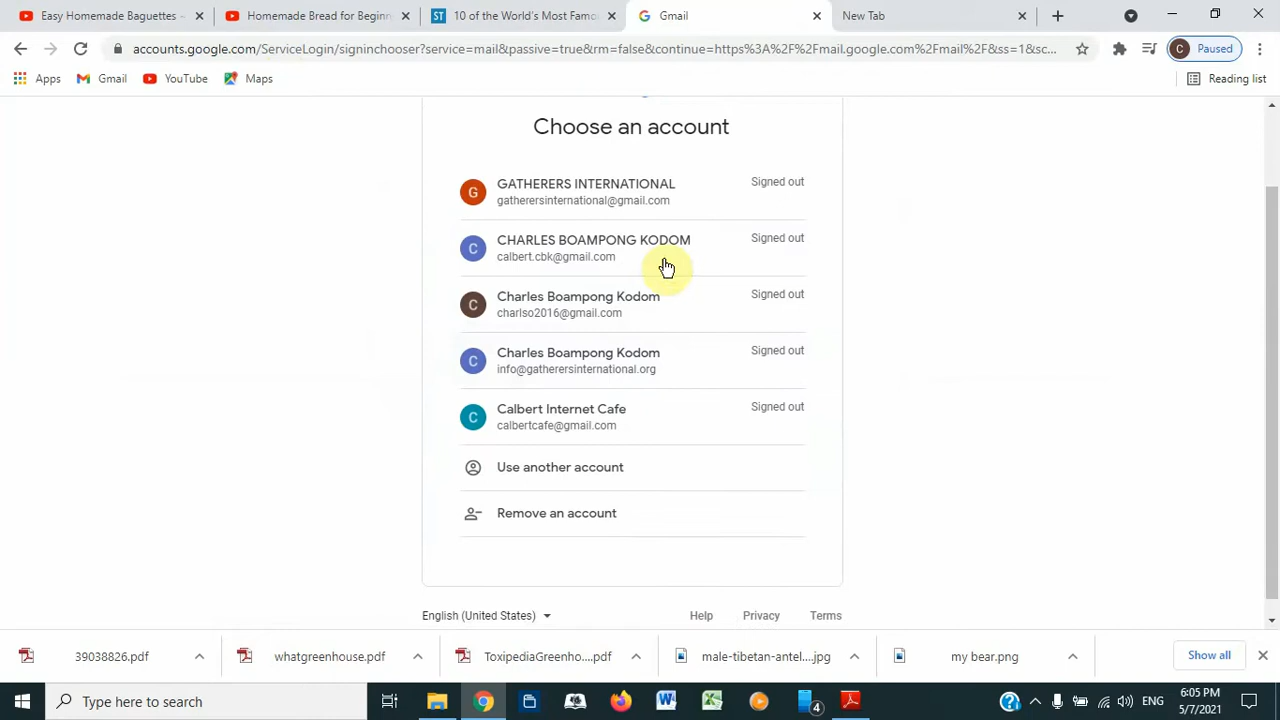 Easy Homemade Baguettes -
Homemade Bread for Beginn
ST 10 of the World's Most Famo
Gmail
New Tab
accounts.google.com/ServiceLogin/signinchooser?service=mail&passive=true&rm=false&continue=https%3A%2F%2Fmail.google.com%2Fmail%2F&ss=1&sc...
C Paused
Apps
Gmail
YouTube
Maps
Reading list
Choose an account
G GATHERERS INTERNATIONAL Signed out
gatherersinternational@gmail.com
C CHARLES BOAMPONG KODOM Signed out
calbert.cbk@gmail.com
C Charles Boampong Kodom Signed out
charlso2016@gmail.com
C Charles Boampong Kodom Signed out
info@gatherersinternational.org
C Calbert Internet Cafe Signed out
calbertcafe@gmail.com
Use another account
Remove an account
English (United States) Help Privacy Terms
39038826.pdf
whatgreenhouse.pdf
ToxipediaGreenho....pdf
male-tibetan-antel....jpg
my bear.png
Show all
Type here to search
4
ENG
6:05 PM
5/7/2021